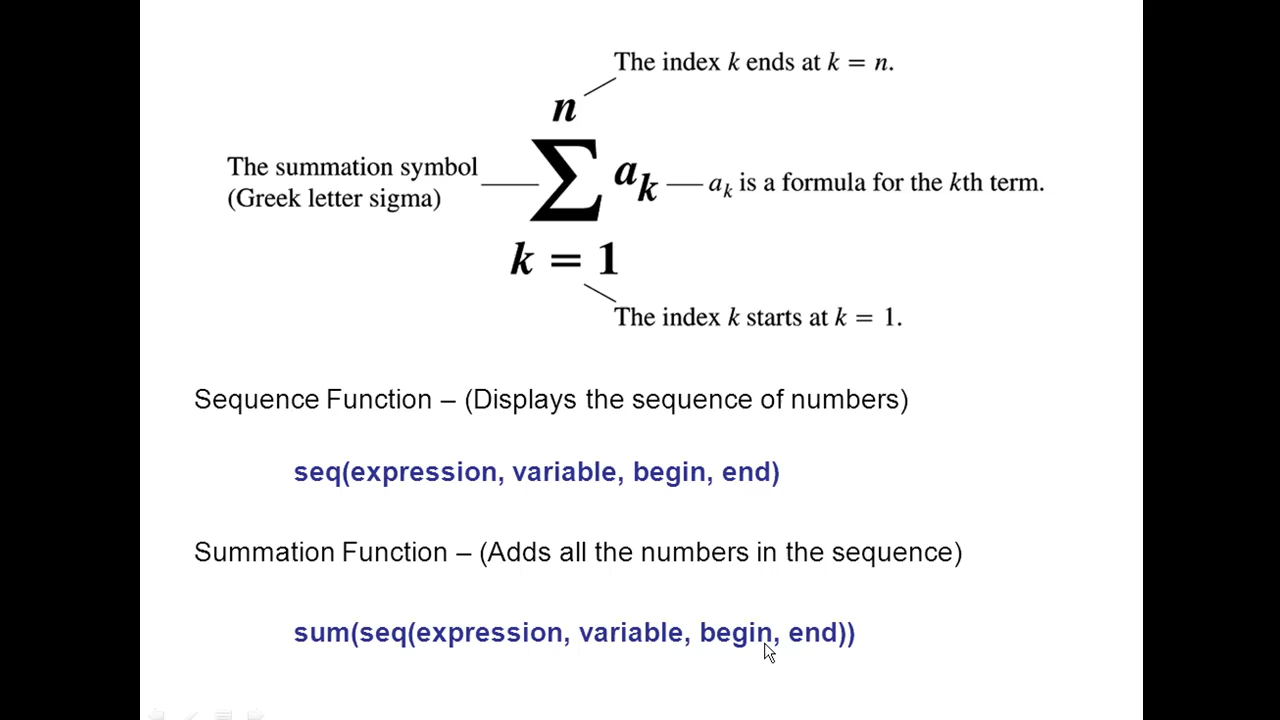 The index k ends at k = n.
n
The summation symbol
(Greek letter sigma)
∑ aₖ
aₖ is a formula for the kth term.
k = 1
The index k starts at k = 1.
Sequence Function – (Displays the sequence of numbers)
seq(expression, variable, begin, end)
Summation Function – (Adds all the numbers in the sequence)
sum(seq(expression, variable, begin, end))